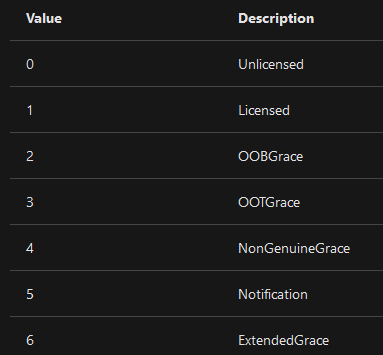 Value Description
0 Unlicensed
1 Licensed
2 OOBGrace
3 OOTGrace
4 NonGenuineGrace
5 Notification
6 ExtendedGrace